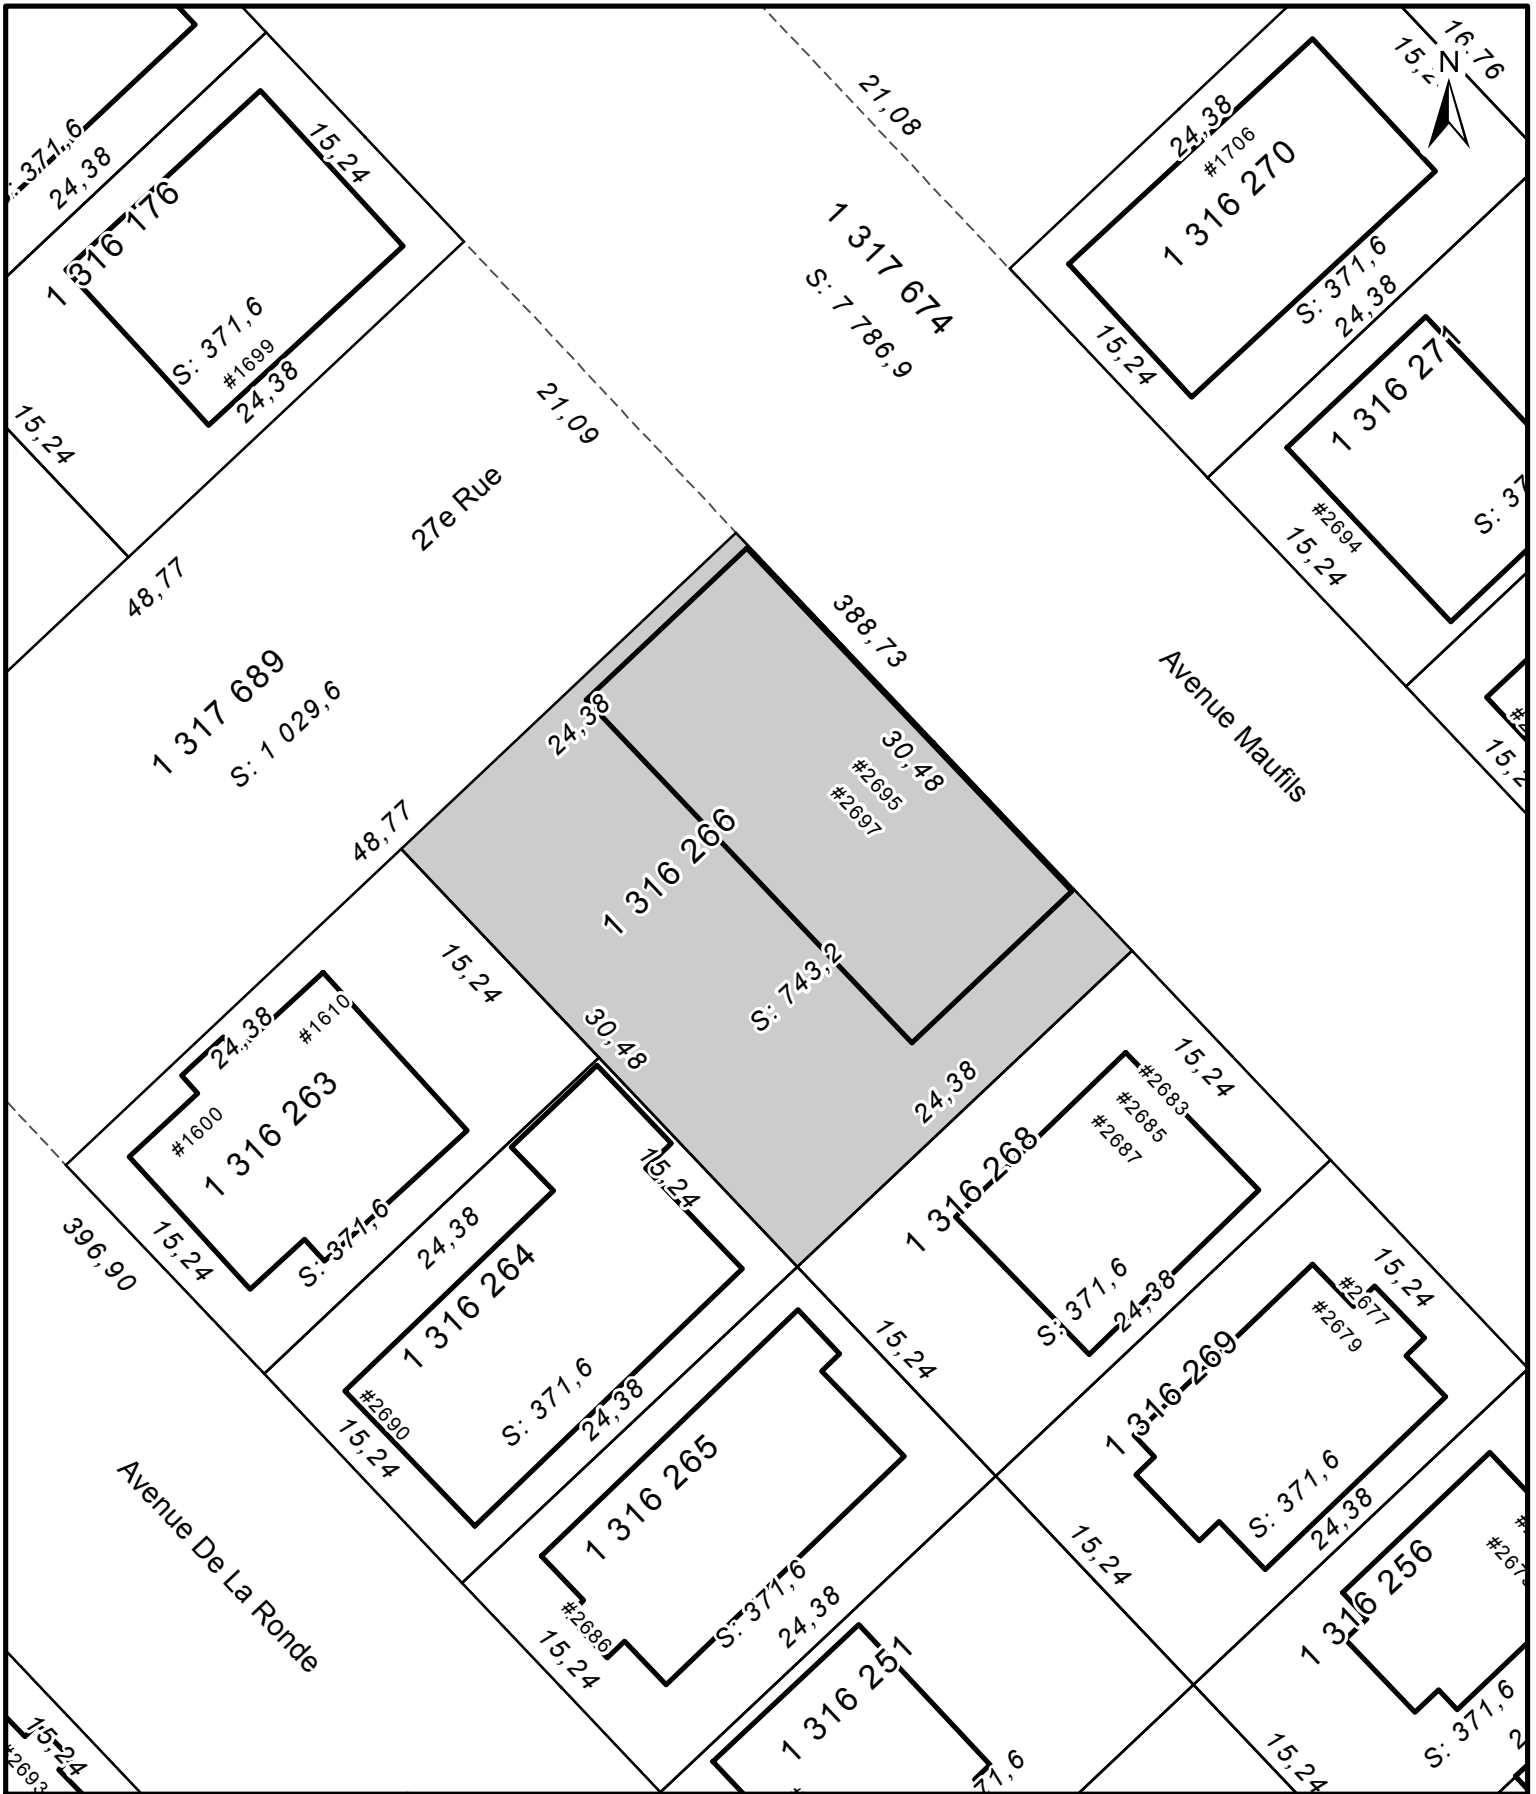 16,76
N
21,08
24,38
#1706
1 316 270
S: 371,6
24,38
15,24
S: 371,6
24,38
15,24
1 316 176
S: 371,6
#1699
24,38
15,24
1 317 674
S: 7 786,9
1 316 271
#2694
15,24
21,09
27e Rue
48,77
1 317 689
S: 1 029,6
48,77
388,73
Avenue Maufils
24,38
30,48
#2695
#2697
1 316 266
S: 743,2
30,48
24,38
15,24
24,38
#1610
#1600
1 316 263
S: 371,6
15,24
396,90
24,38
15,24
1 316 264
S: 371,6
24,38
#2690
15,24
15,24
#2683
#2685
#2687
1 316 268
S: 371,6
24,38
15,24
15,24
#2677
#2679
1 316 269
S: 371,6
24,38
15,24
1 316 265
S: 371,6
24,38
#2686
15,24
Avenue De La Ronde
1 316 256
S: 371,6
15,24
1 316 251
15,24
#2693